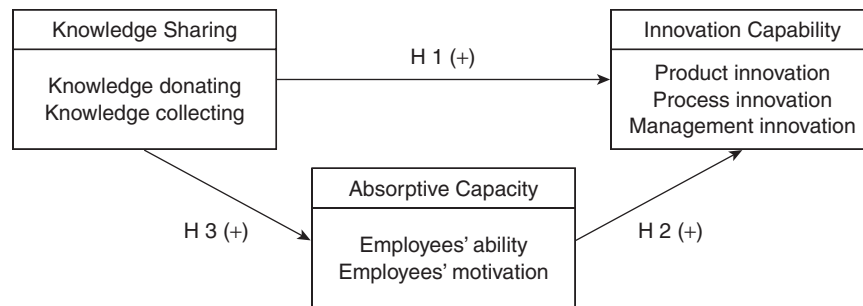 Knowledge Sharing
Knowledge donating
Knowledge collecting
H 1 (+)
Innovation Capability
Product innovation
Process innovation
Management innovation
H 3 (+)
Absorptive Capacity
Employees’ ability
Employees’ motivation
H 2 (+)